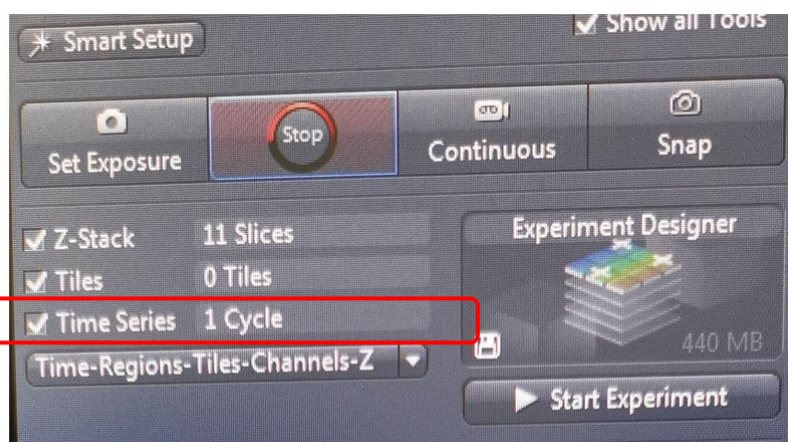 Smart Setup
Show all Tools
Set Exposure
Stop
Continuous
Snap
Z-Stack 11 Slices
Tiles 0 Tiles
Time Series 1 Cycle
Time-Regions-Tiles-Channels-Z
Experiment Designer
440 MB
Start Experiment